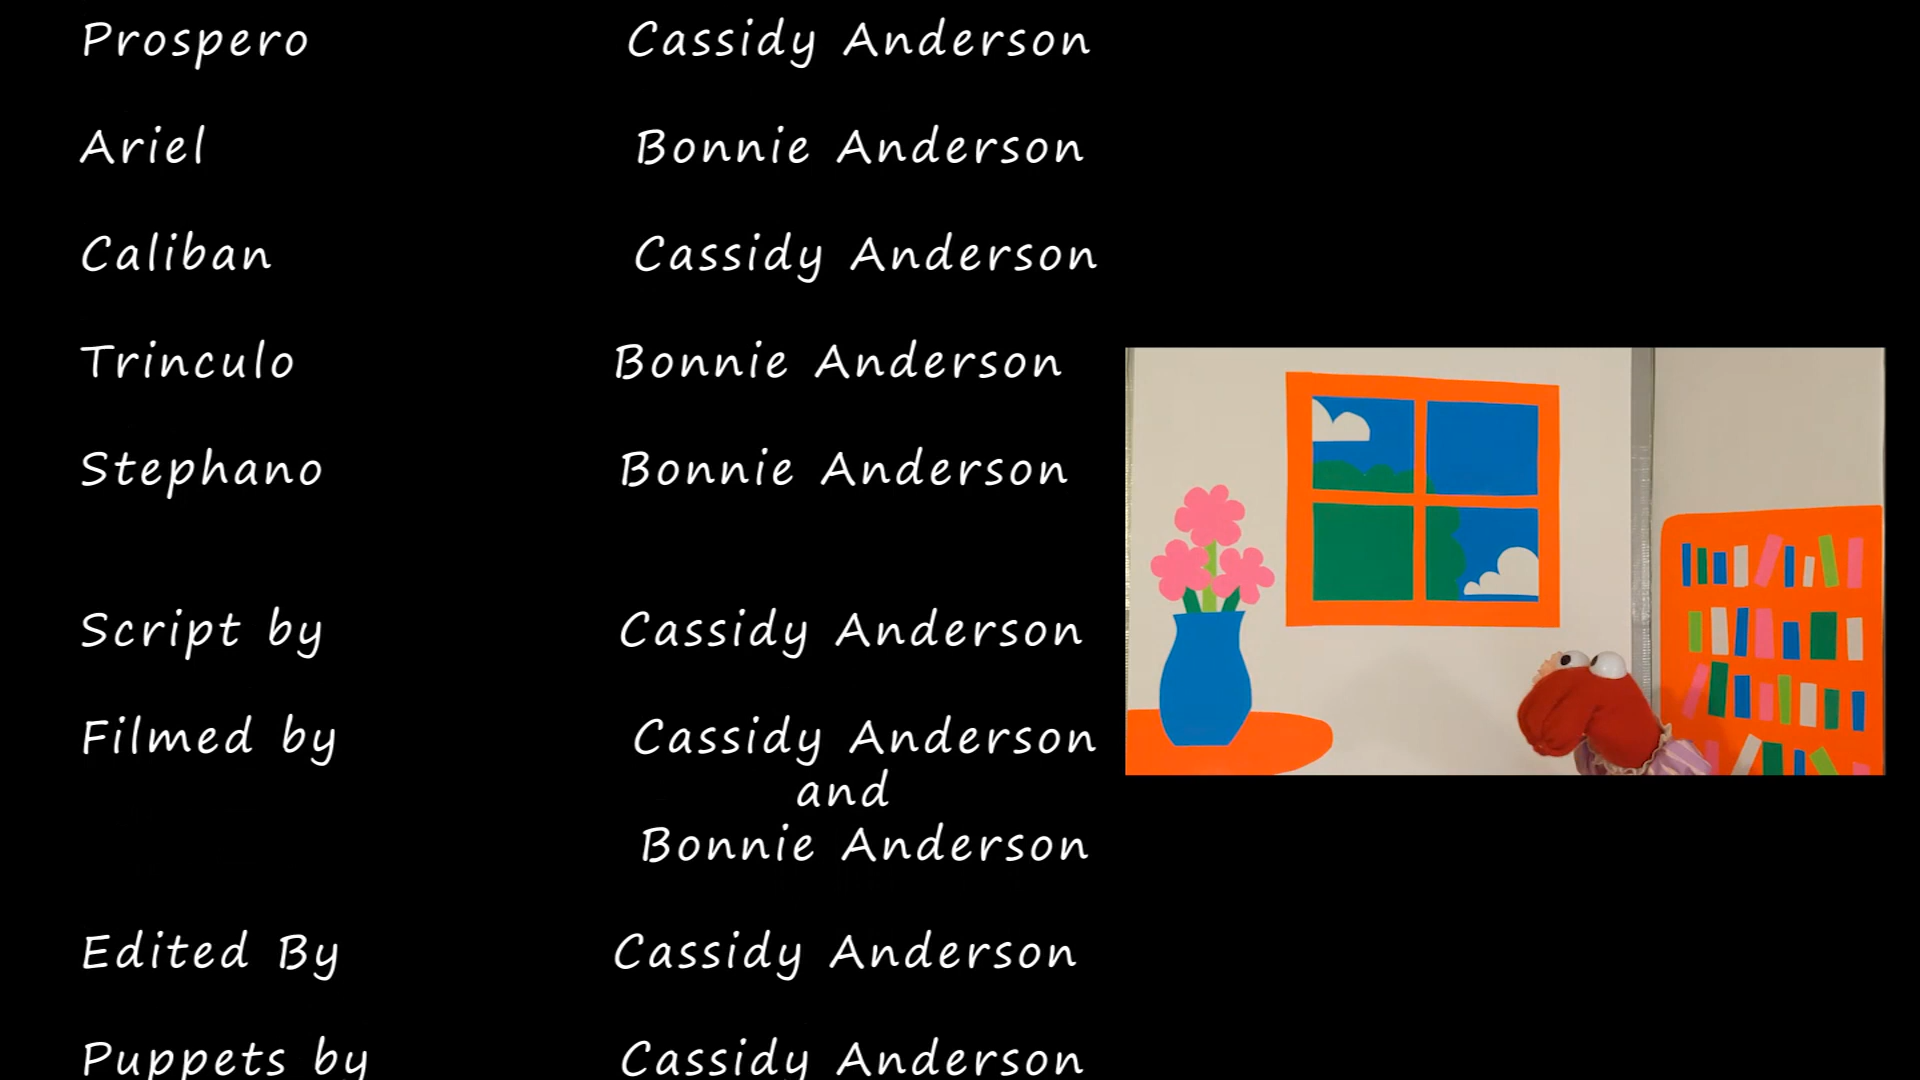 Prospero Cassidy Anderson
Ariel Bonnie Anderson
Caliban Cassidy Anderson
Trinculo Bonnie Anderson
Stephano Bonnie Anderson
Script by Cassidy Anderson
Filmed by Cassidy Anderson
and
Bonnie Anderson
Edited By Cassidy Anderson
Puppets by Cassidy Anderson